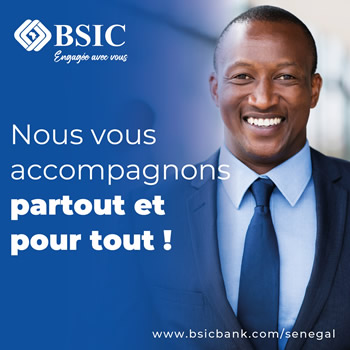 BSIC
Engagée avec vous
Nous vous
accompagnons
partout et
pour tout !
www.bsicbank.com/senegal